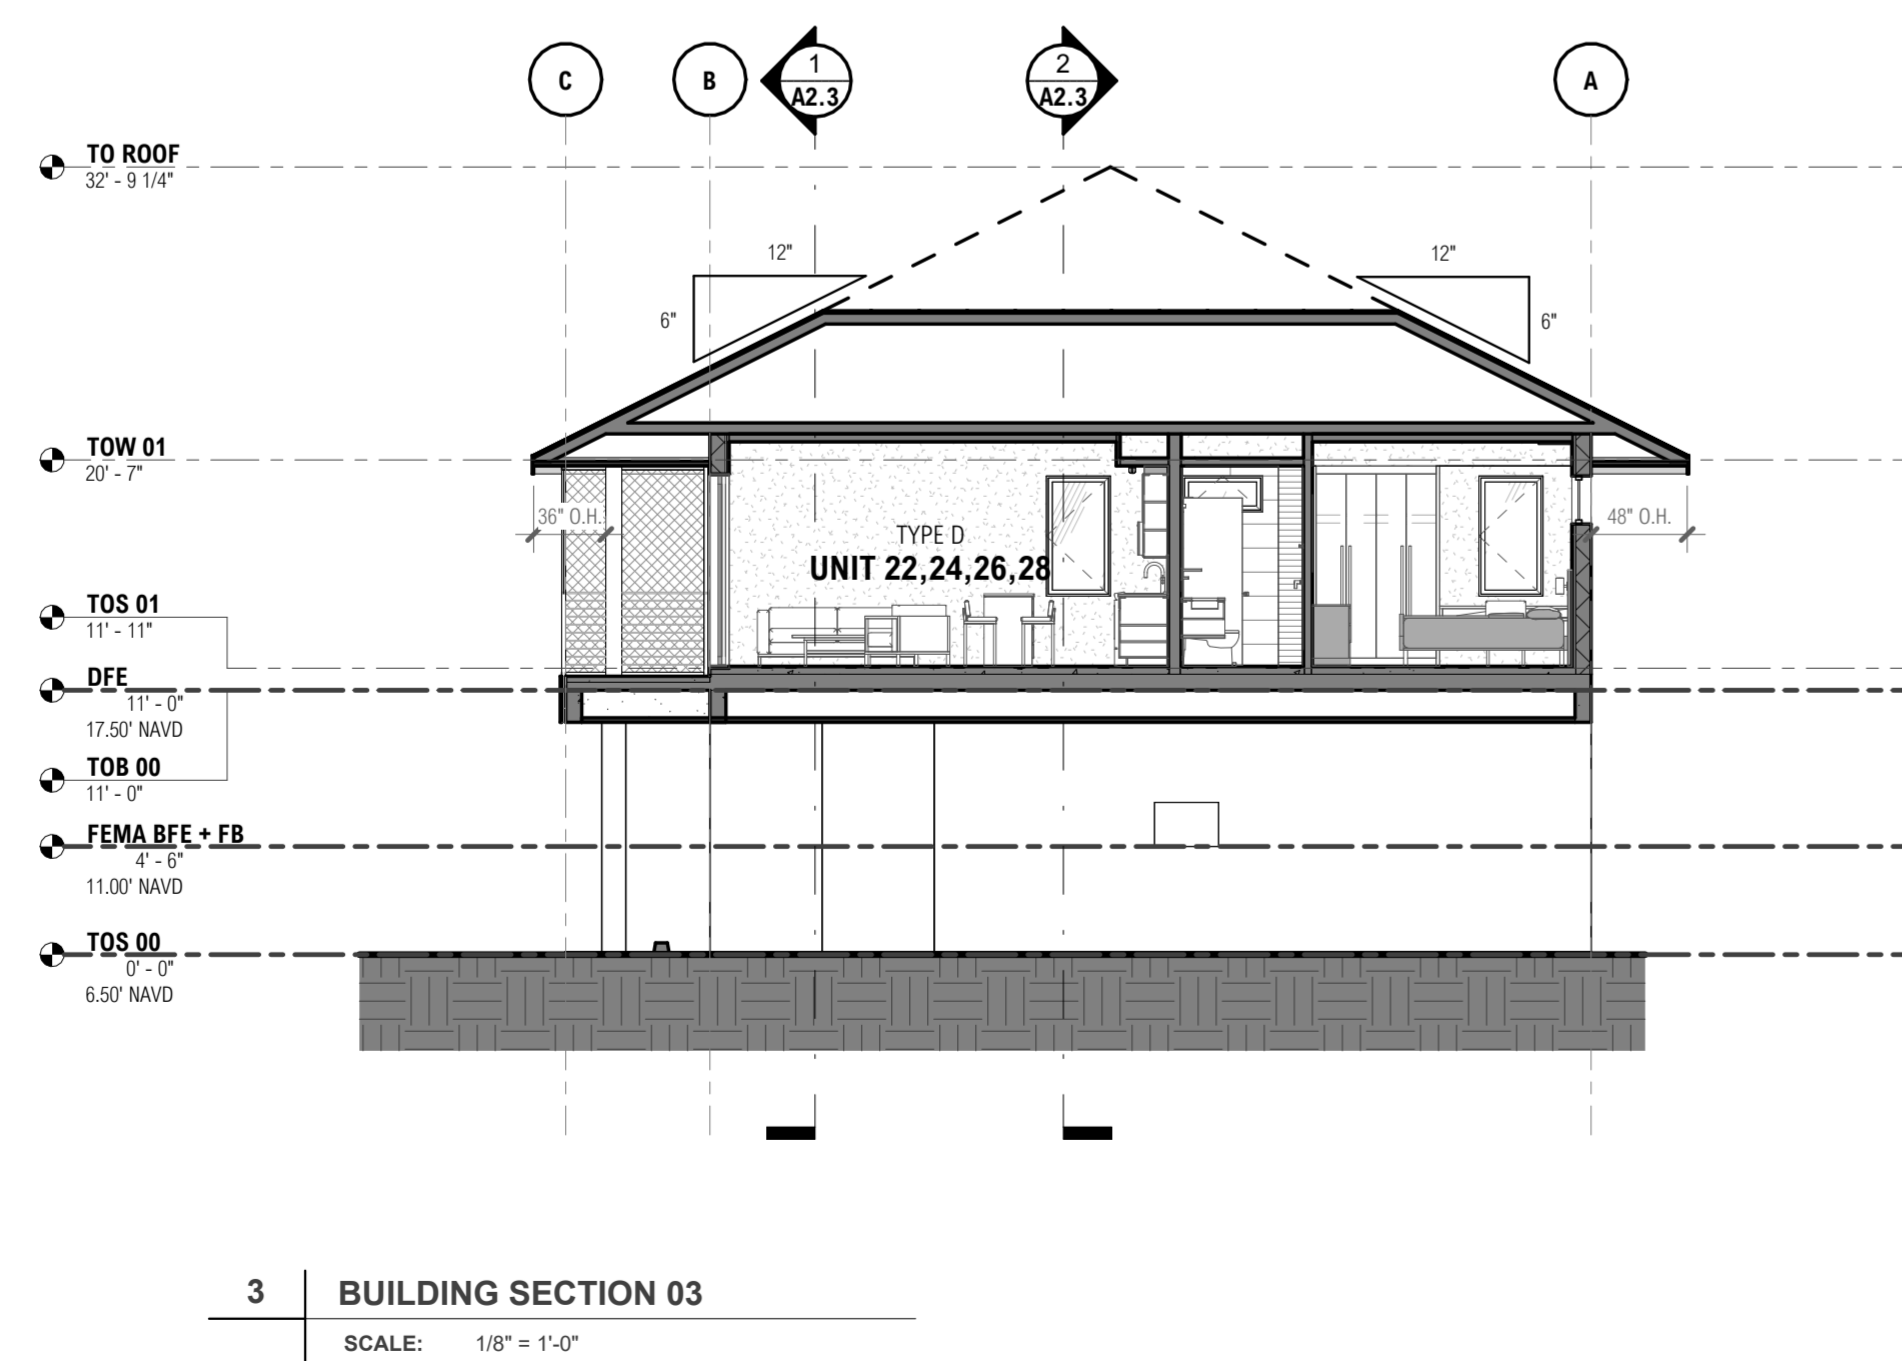 C
B
1
A2.3
2
A2.3
A
TO ROOF
32' - 9 1/4"
12"
12"
6"
6"
TOW 01
20' - 7"
36" O.H.
48" O.H.
TYPE D
UNIT 22,24,26,28
TOS 01
11' - 11"
DFE
11' - 0"
17.50' NAVD
TOB 00
11' - 0"
FEMA BFE + FB
4' - 6"
11.00' NAVD
TOS 00
0' - 0"
6.50' NAVD
3
BUILDING SECTION 03
SCALE: 1/8" = 1'-0"